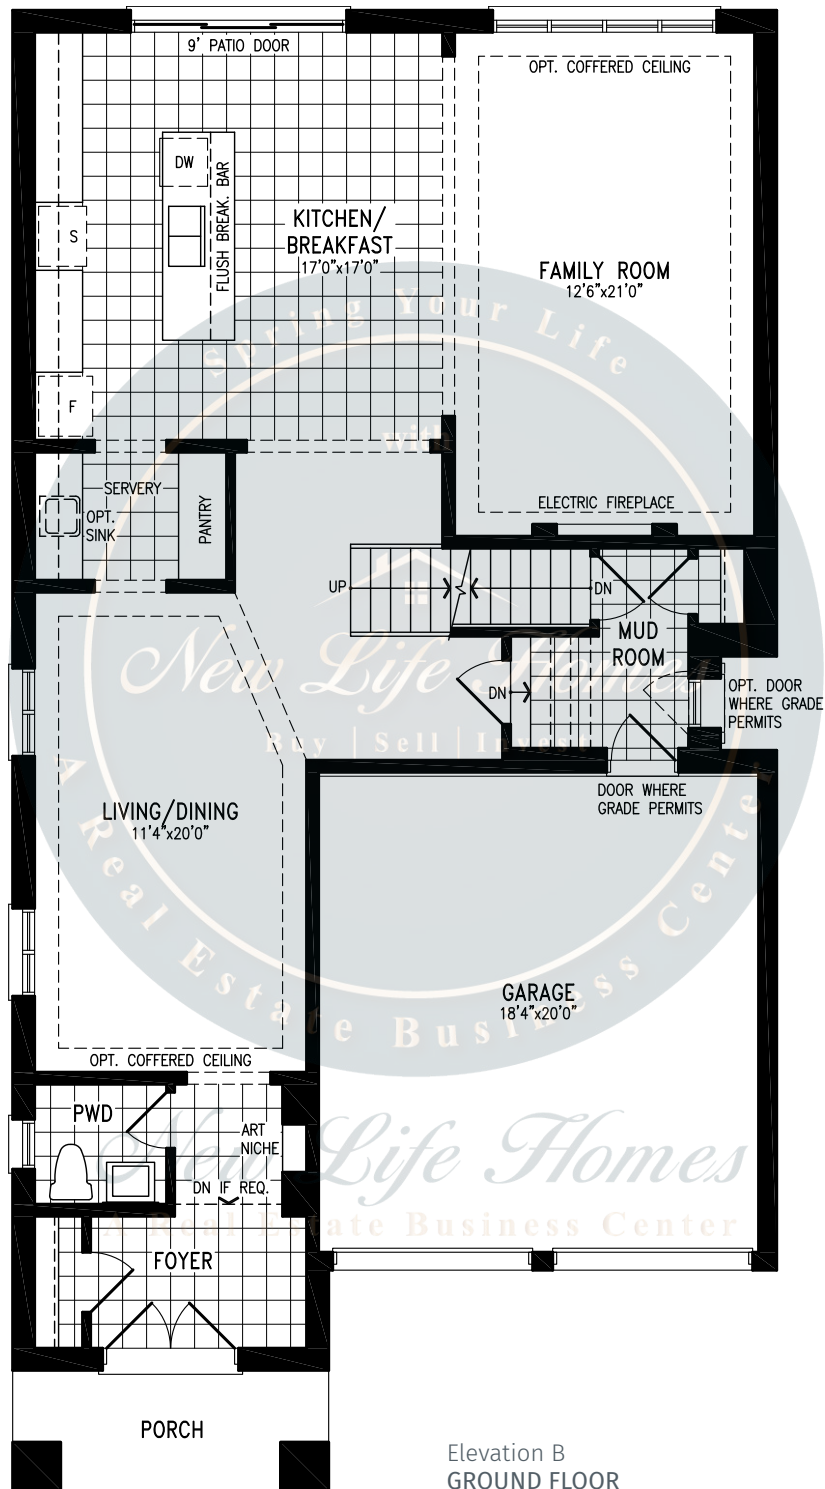 9' PATIO DOOR
OPT. COFFERED CEILING
DW
FLUSH BREAK. BAR
S
KITCHEN/
BREAKFAST
17'0"x17'0"
FAMILY ROOM
12'6"x21'0"
Spring Your Life
with
F
SERVERY
OPT.
SINK
PANTRY
ELECTRIC FIREPLACE
UP
DN
MUD
ROOM
DN
OPT. DOOR
WHERE GRADE
PERMITS
New Life Homes
Buy | Sell | Invest
DOOR WHERE
GRADE PERMITS
LIVING/DINING
11'4"x20'0"
A Real Estate Business Center
GARAGE
18'4"x20'0"
OPT. COFFERED CEILING
PWD
ART
NICHE
DN IF REQ.
New Life Homes
A Real Estate Business Center
FOYER
PORCH
Elevation B
GROUND FLOOR